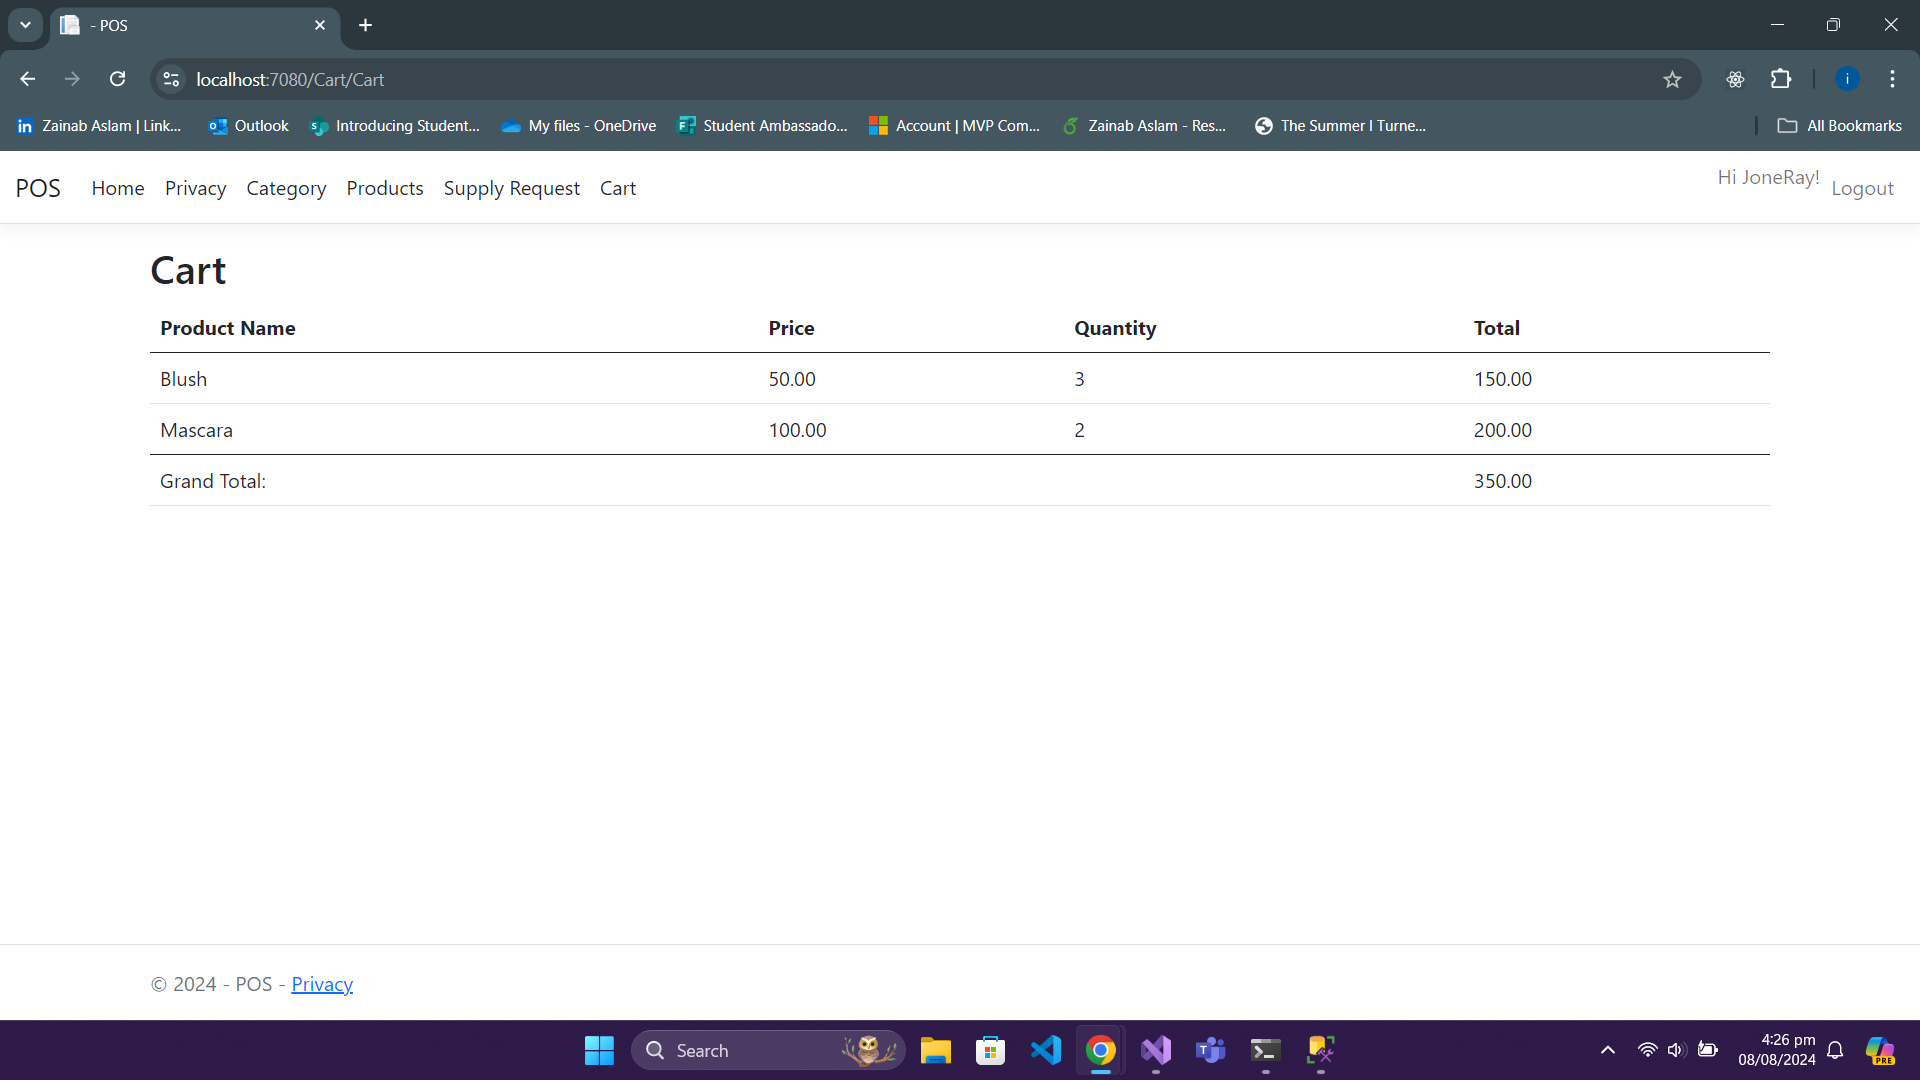 - POS
localhost:7080/Cart/Cart
i
Zainab Aslam | Link... Outlook Introducing Student... My files - OneDrive Student Ambassado... Account | MVP Com... Zainab Aslam - Res... The Summer I Turne... All Bookmarks
POS Home Privacy Category Products Supply Request Cart Hi JoneRay! Logout
Cart
Product Name Price Quantity Total
Blush 50.00 3 150.00
Mascara 100.00 2 200.00
Grand Total: 350.00
© 2024 - POS - Privacy
Search
4:26 pm
08/08/2024
PRE